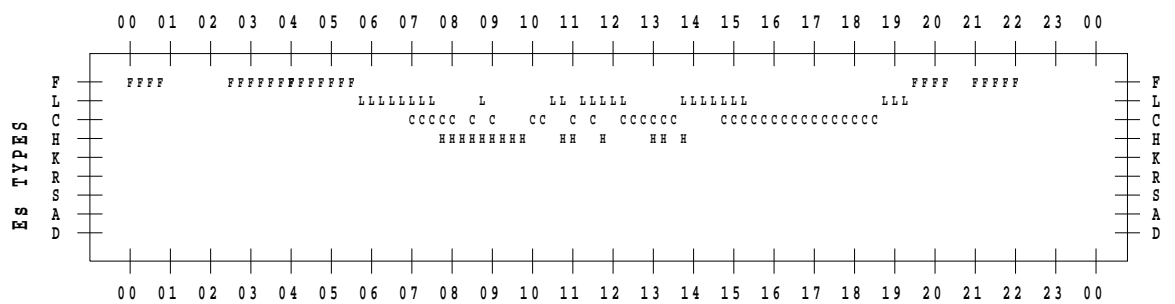 00 01 02 03 04 05 06 07 08 09 10 11 12 13 14 15 16 17 18 19 20 21 22 23 00
Es TYPES
F FFFF FFFFFFFFFFFFF FFFF FFFFF F
L LLLLLLLL L LL LLLLL LLLLLLL LLL L
C CCCCC C C CC C C CCCCCC CCCCCCCCCCCCCCCC C
H HHHHHHHHH HH H HH H H
K K
R R
S S
A A
D D
00 01 02 03 04 05 06 07 08 09 10 11 12 13 14 15 16 17 18 19 20 21 22 23 00